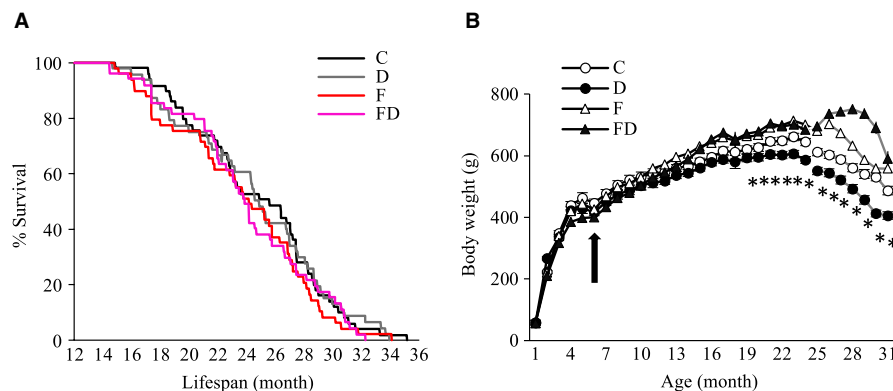 A
% Survival
100
80
60
40
20
0
12 14 16 18 20 22 24 26 28 30 32 34 36
Lifespan (month)
C
D
F
FD
B
Body weight (g)
800
600
400
200
0
1 4 7 10 13 16 19 22 25 28 31
Age (month)
C
D
F
FD
*************